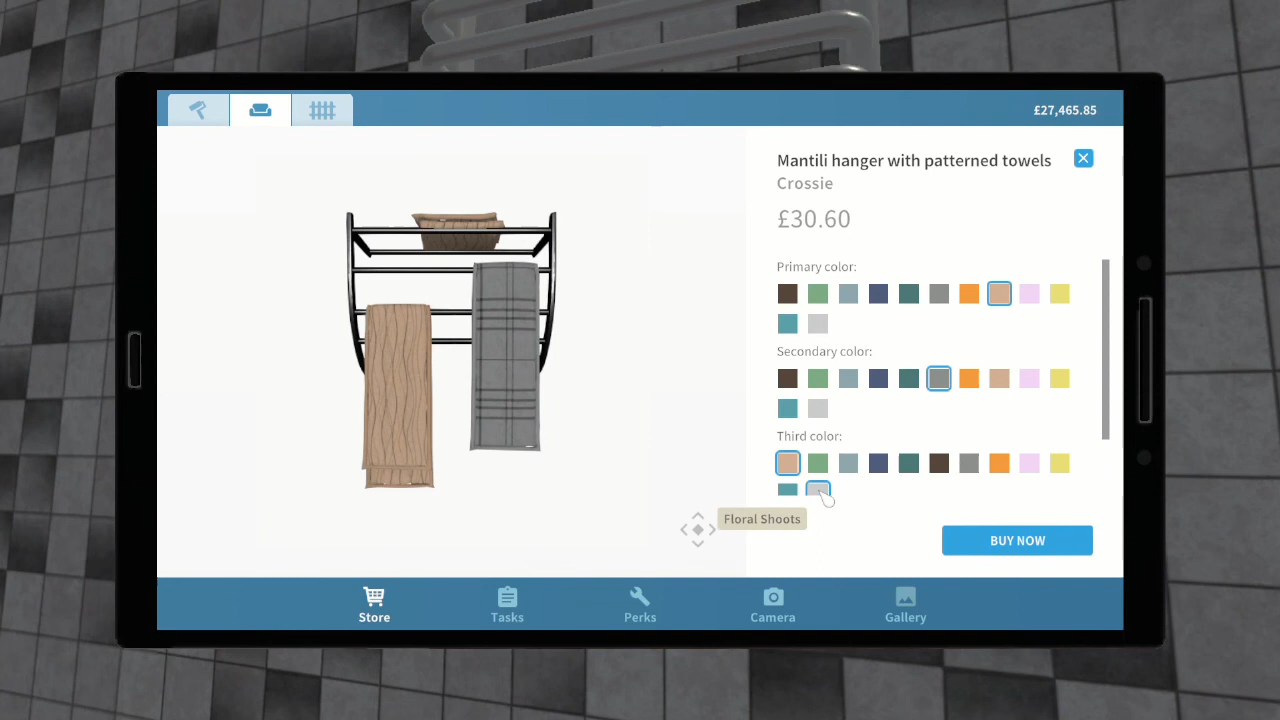 £27,465.85
Mantili hanger with patterned towels
Crossie
£30.60
Primary color:
Secondary color:
Third color:
Floral Shoots
BUY NOW
Store
Tasks
Perks
Camera
Gallery